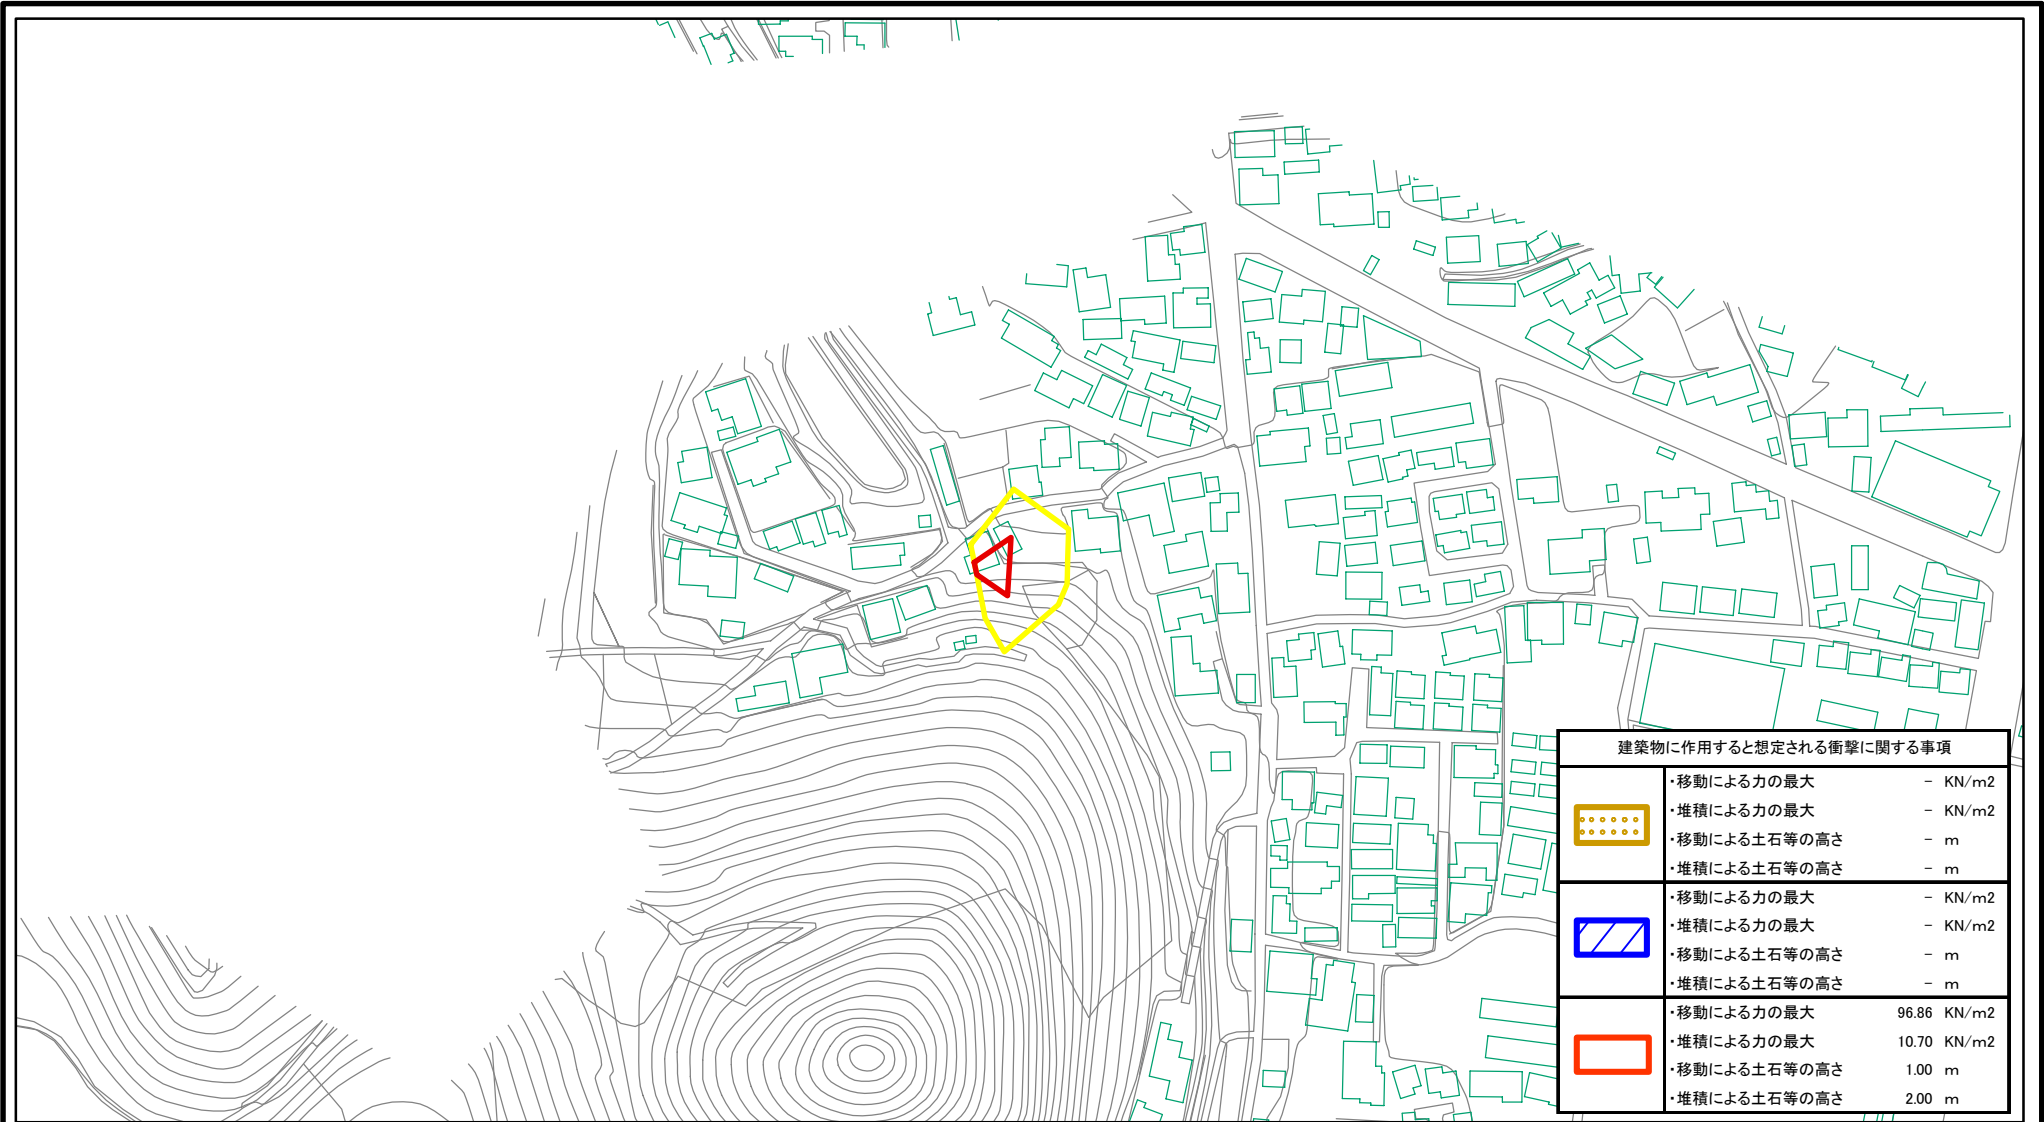 建築物に作用すると想定される衝撃に関する事項
・移動による力の最大 － KN/m2
・堆積による力の最大 － KN/m2
・移動による土石等の高さ － m
・堆積による土石等の高さ － m
・移動による力の最大 － KN/m2
・堆積による力の最大 － KN/m2
・移動による土石等の高さ － m
・堆積による土石等の高さ － m
・移動による力の最大 96.86 KN/m2
・堆積による力の最大 10.70 KN/m2
・移動による土石等の高さ 1.00 m
・堆積による土石等の高さ 2.00 m